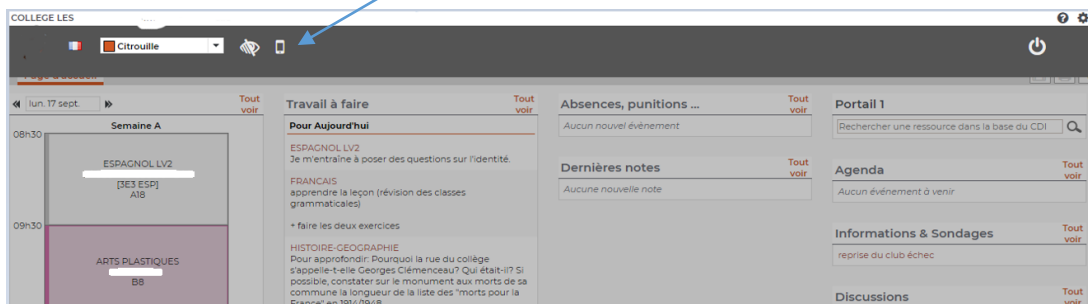 COLLEGE LES
Citrouille
lun. 17 sept.
Semaine A
08h30
ESPAGNOL LV2
[3E3 ESP]
A18
09h30
ARTS PLASTIQUES
B8
Tout
voir
Travail à faire
Tout
voir
Pour Aujourd'hui
ESPAGNOL LV2
Je m'entraîne à poser des questions sur l'identité.
FRANCAIS
apprendre la leçon (révision des classes
grammaticales)
+ faire les deux exercices
HISTOIRE-GEOGRAPHIE
Pour approfondir: Pourquoi la rue du collège
s'appelle-t-elle Georges Clémenceau? Qui était-il? Si
possible, constater sur le monument aux morts de sa
commune la longueur de la liste des "morts pour la
France" en 1914/1948
Absences, punitions ...
Tout
voir
Aucun nouvel évènement
Dernières notes
Tout
voir
Aucune nouvelle note
Portail 1
Rechercher une ressource dans la base du CDI
Agenda
Tout
voir
Aucun événement à venir
Informations & Sondages
Tout
voir
reprise du club échec
Discussions
Tout
voir